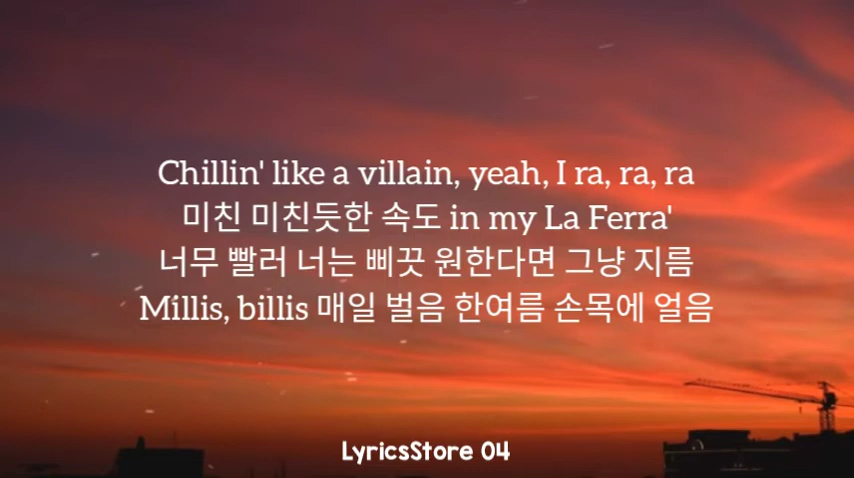 Chillin' like a villain, yeah, I ra, ra, ra
미친 미친듯한 속도 in my La Ferra'
너무 빨러 너는 삐끗 원한다면 그냥 지름
Millis, billis 매일 벌음 한여름 손목에 얼음
LyricsStore 04